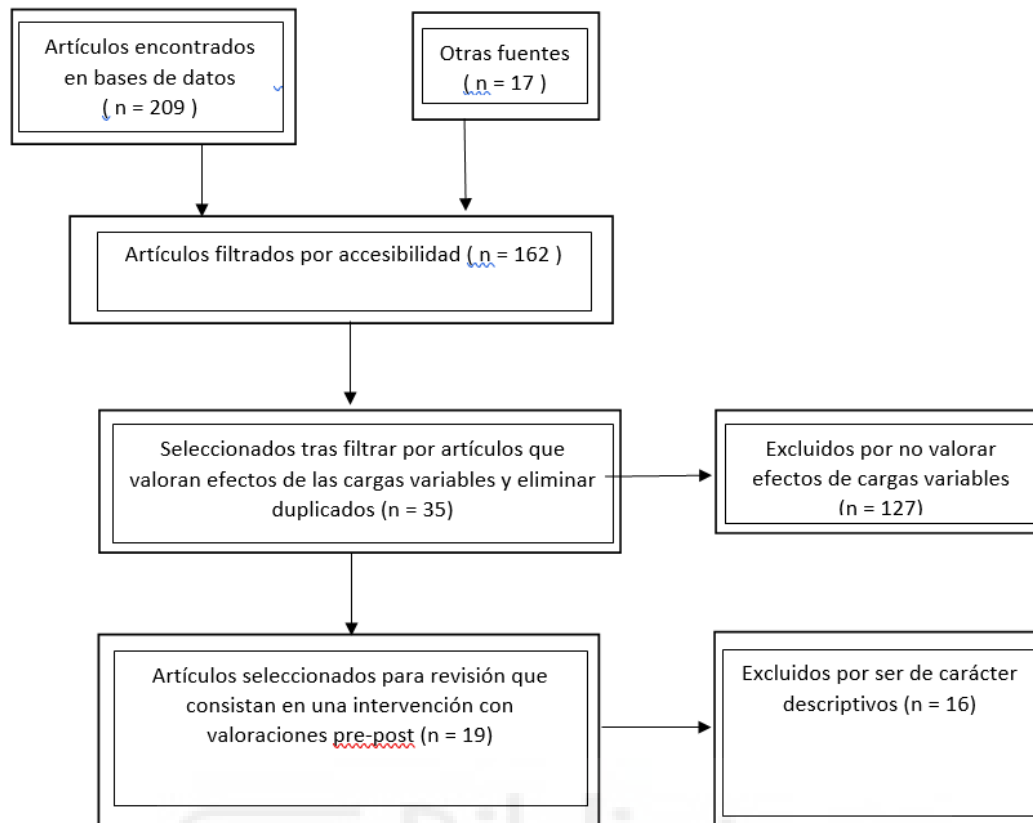 Artículos encontrados
en bases de datos
( n = 209 )
Otras fuentes
( n = 17 )
Artículos filtrados por accesibilidad ( n = 162 )
Seleccionados tras filtrar por artículos que
valoran efectos de las cargas variables y eliminar
duplicados (n = 35)
Excluidos por no valorar
efectos de cargas variables
(n = 127)
Artículos seleccionados para revisión que
consistan en una intervención con
valoraciones pre-post (n = 19)
Excluidos por ser de carácter
descriptivos (n = 16)